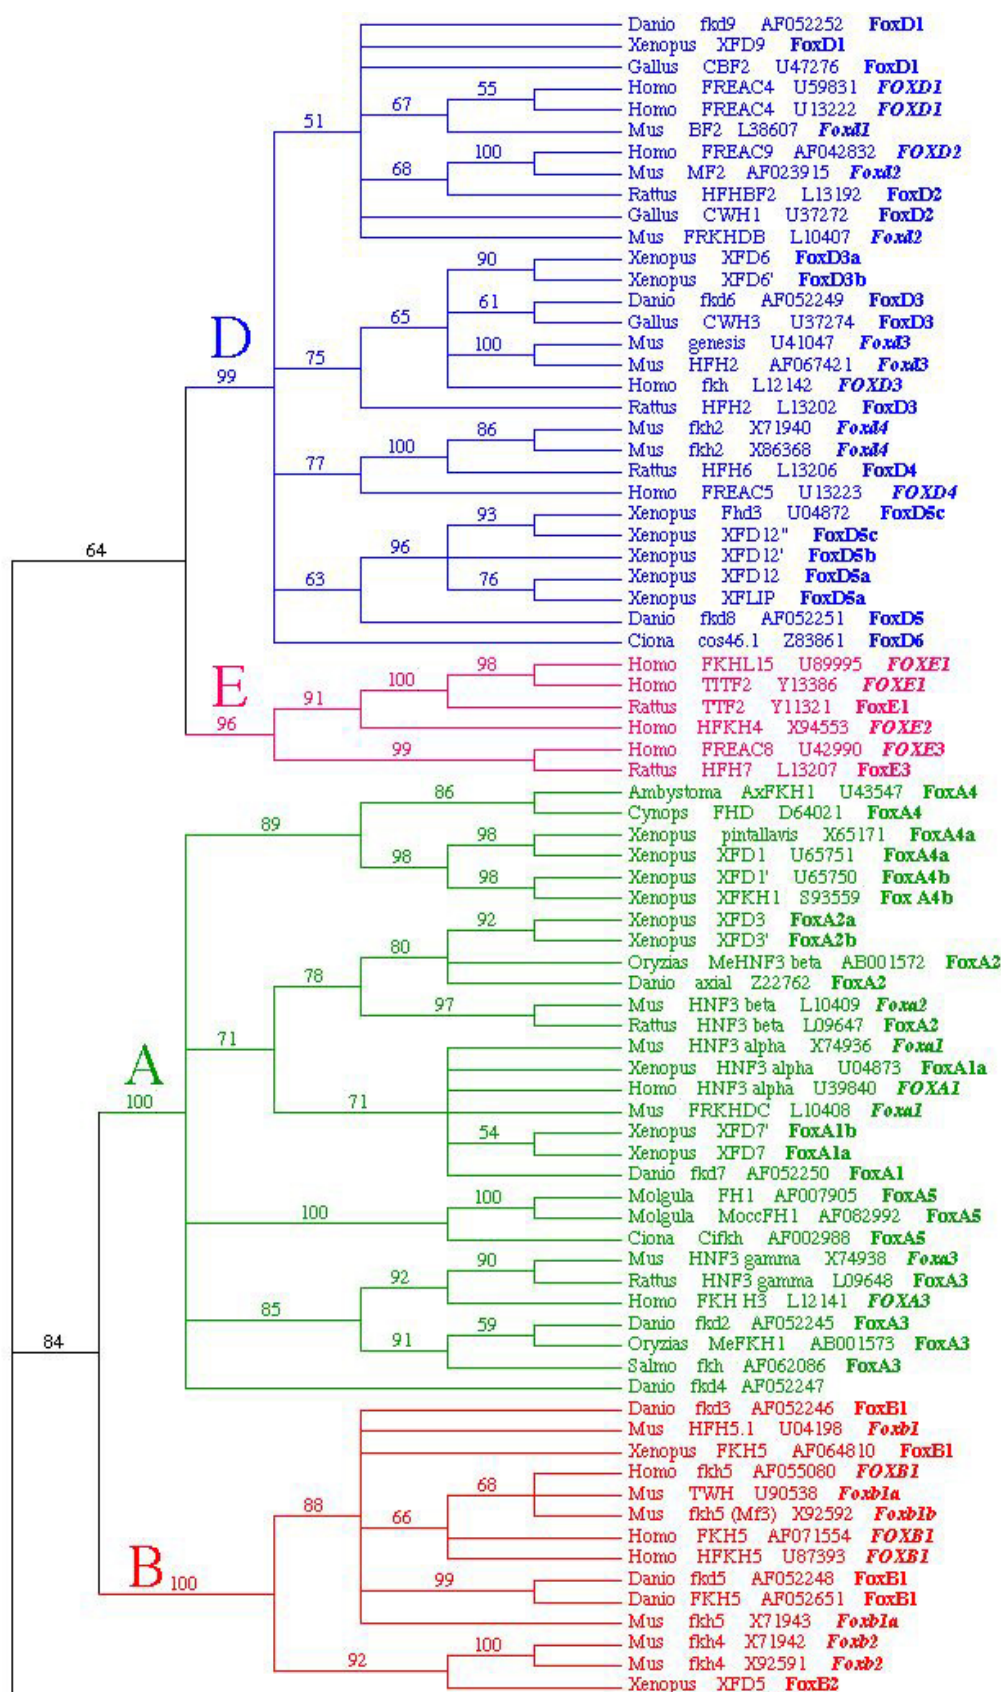 Danio fkd9 AF052252 FoxD1
Xenopus XFD9 FoxD1
Gallus CBF2 U47276 FoxD1
55 Homo FREAC4 U59831 FOXD1
67 Homo FREAC4 U13222 FOXD1
51 Mus BF2 L38607 Foxd1
100 Homo FREAC9 AF042832 FOXD2
68 Mus MF2 AF023915 Foxd2
Rattus HFHBF2 L13192 FoxD2
Gallus CWH1 U37272 FoxD2
Mus FRKHDB L10407 Foxd2
90 Xenopus XFD6 FoxD3a
Xenopus XFD6' FoxD3b
61 Danio fkd6 AF052249 FoxD3
65 Gallus CWH3 U37274 FoxD3
D 100 Mus genesis U41047 Foxd3
75 Mus HFH2 AF067421 Foxd3
99 Homo fkh L12142 FOXD3
Rattus HFH2 L13202 FoxD3
86 Mus fkh2 X71940 Foxd4
100 Mus fkh2 X86368 Foxd4
77 Rattus HFH6 L13206 FoxD4
Homo FREAC5 U13223 FOXD4
93 Xenopus Fhd3 U04872 FoxD5c
Xenopus XFD12" FoxD5c
64 96 Xenopus XFD12' FoxD5b
63 76 Xenopus XFD12 FoxD5a
Xenopus XFLIP FoxD5a
Danio fkd8 AF052251 FoxD5
Ciona cos46.1 Z83861 FoxD6
98 Homo FKHL15 U89995 FOXE1
E 100 Homo TITF2 Y13386 FOXE1
91 Rattus TTF2 Y11321 FoxE1
96 Homo HFKH4 X94553 FOXE2
99 Homo FREAC8 U42990 FOXE3
Rattus HFH7 L13207 FoxE3
86 Ambystoma AxFKH1 U43547 FoxA4
89 Cynops FHD D64021 FoxA4
98 Xenopus pintallavis X65171 FoxA4a
98 Xenopus XFD1 U65751 FoxA4a
98 Xenopus XFD1' U65750 FoxA4b
Xenopus XFKH1 S93559 Fox A4b
92 Xenopus XFD3 FoxA2a
80 Xenopus XFD3' FoxA2b
78 Oryzias MeHNF3 beta AB001572 FoxA2
Danio axial Z22762 FoxA2
97 Mus HNF3 beta L10409 Foxa2
Rattus HNF3 beta L09647 FoxA2
71 Mus HNF3 alpha X74936 Foxa1
A Xenopus HNF3 alpha U04873 FoxA1a
Homo HNF3 alpha U39840 FOXA1
100 71 Mus FRKHDC L10408 Foxa1
54 Xenopus XFD7' FoxA1b
Xenopus XFD7 FoxA1a
Danio fkd7 AF052250 FoxA1
100 Molgula FH1 AF007905 FoxA5
100 Molgula MoccFH1 AF082992 FoxA5
Ciona Cifkh AF002988 FoxA5
90 Mus HNF3 gamma X74938 Foxa3
92 Rattus HNF3 gamma L09648 FoxA3
85 Homo FKH H3 L12141 FOXA3
59 Danio fkd2 AF052245 FoxA3
84 91 Oryzias MeFKH1 AB001573 FoxA3
Salmo fkh AF062086 FoxA3
Danio fkd4 AF052247
Danio fkd3 AF052246 FoxB1
Mus HFH5.1 U04198 Foxb1
Xenopus FKH5 AF064810 FoxB1
68 Homo fkh5 AF055080 FOXB1
88 Mus TWH U90538 Foxb1a
66 Mus fkh5 (Mf3) X92592 Foxb1b
Homo FKH5 AF071554 FOXB1
B Homo HFKH5 U87393 FOXB1
100 99 Danio fkd5 AF052248 FoxB1
Danio FKH5 AF052651 FoxB1
Mus fkh5 X71943 Foxb1a
100 Mus fkh4 X71942 Foxb2
92 Mus fkh4 X92591 Foxb2
Xenopus XFD5 FoxB2